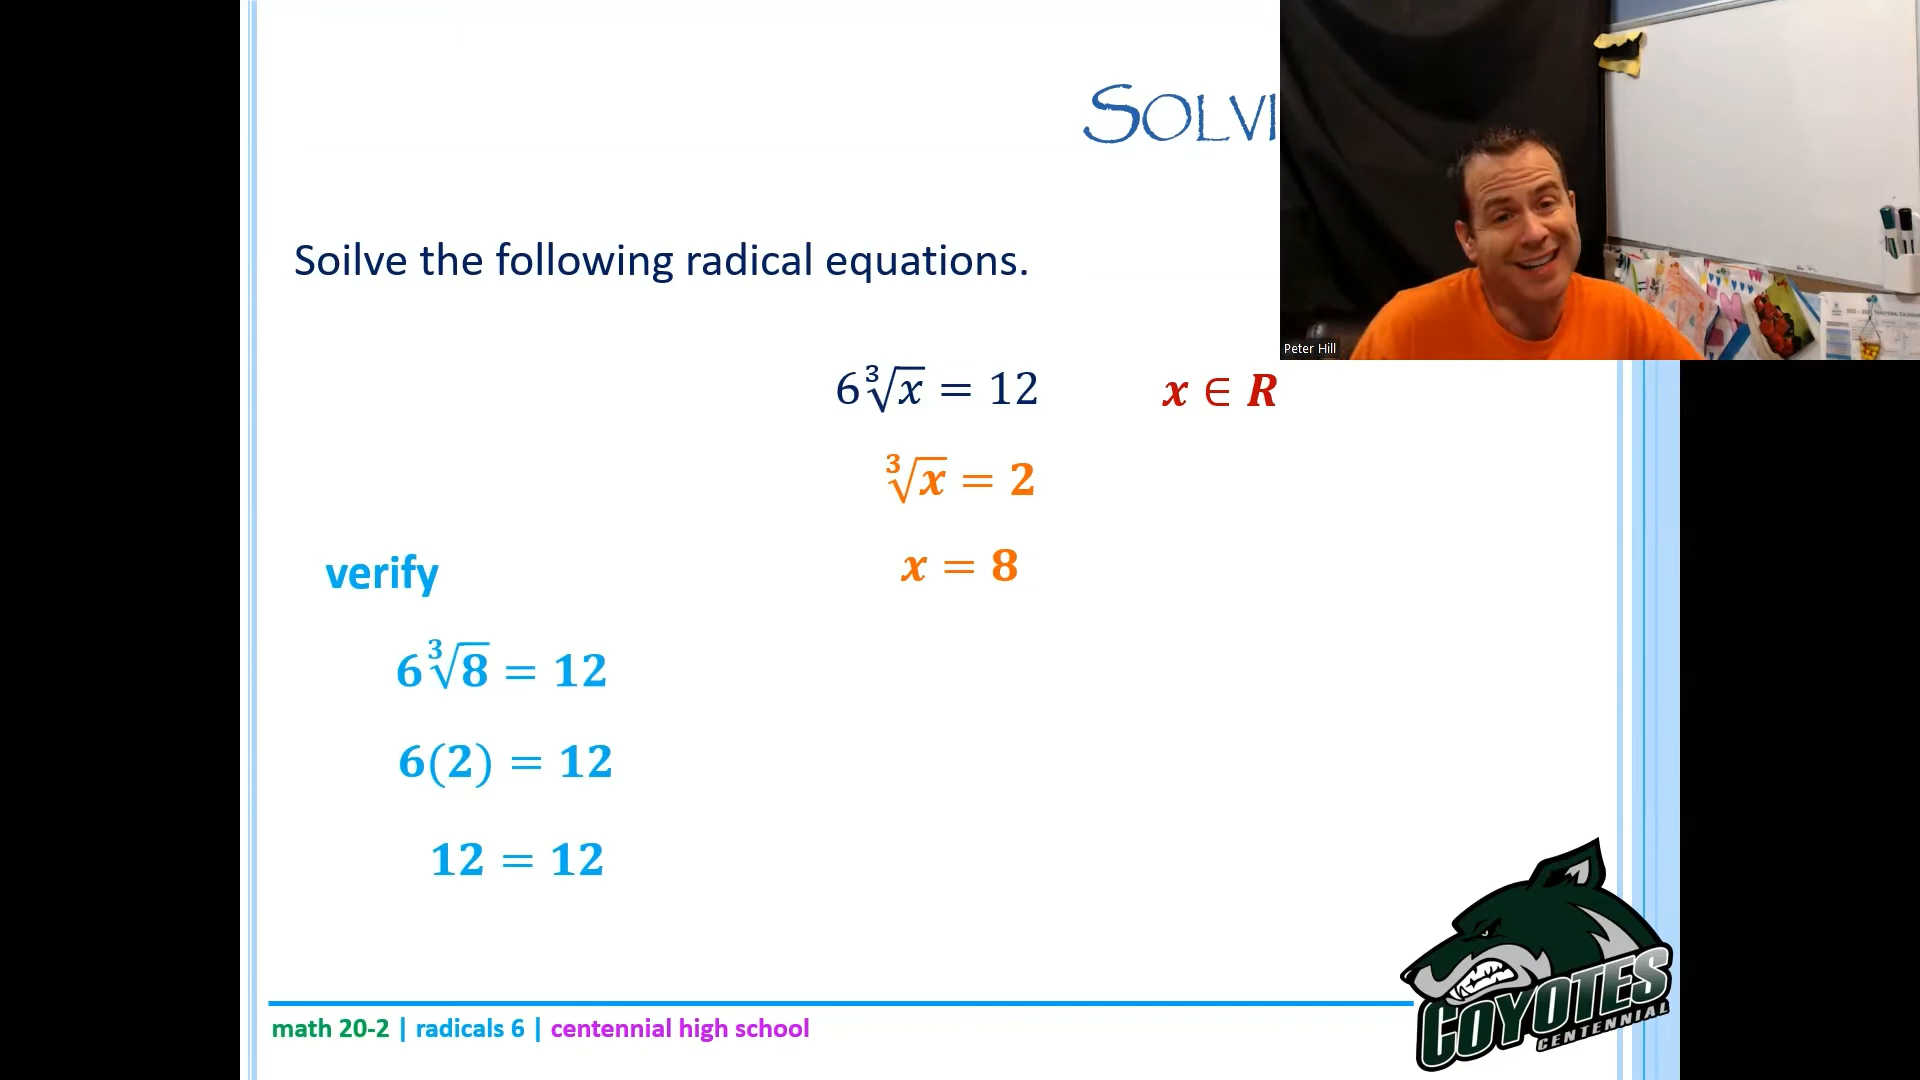 SOLVI
Soilve the following radical equations.
6∛x = 12
x ∈ R
∛x = 2
x = 8
verify
6∛8 = 12
6(2) = 12
12 = 12
Peter Hill
COYOTES
CENTENNIAL
math 20-2 | radicals 6 | centennial high school